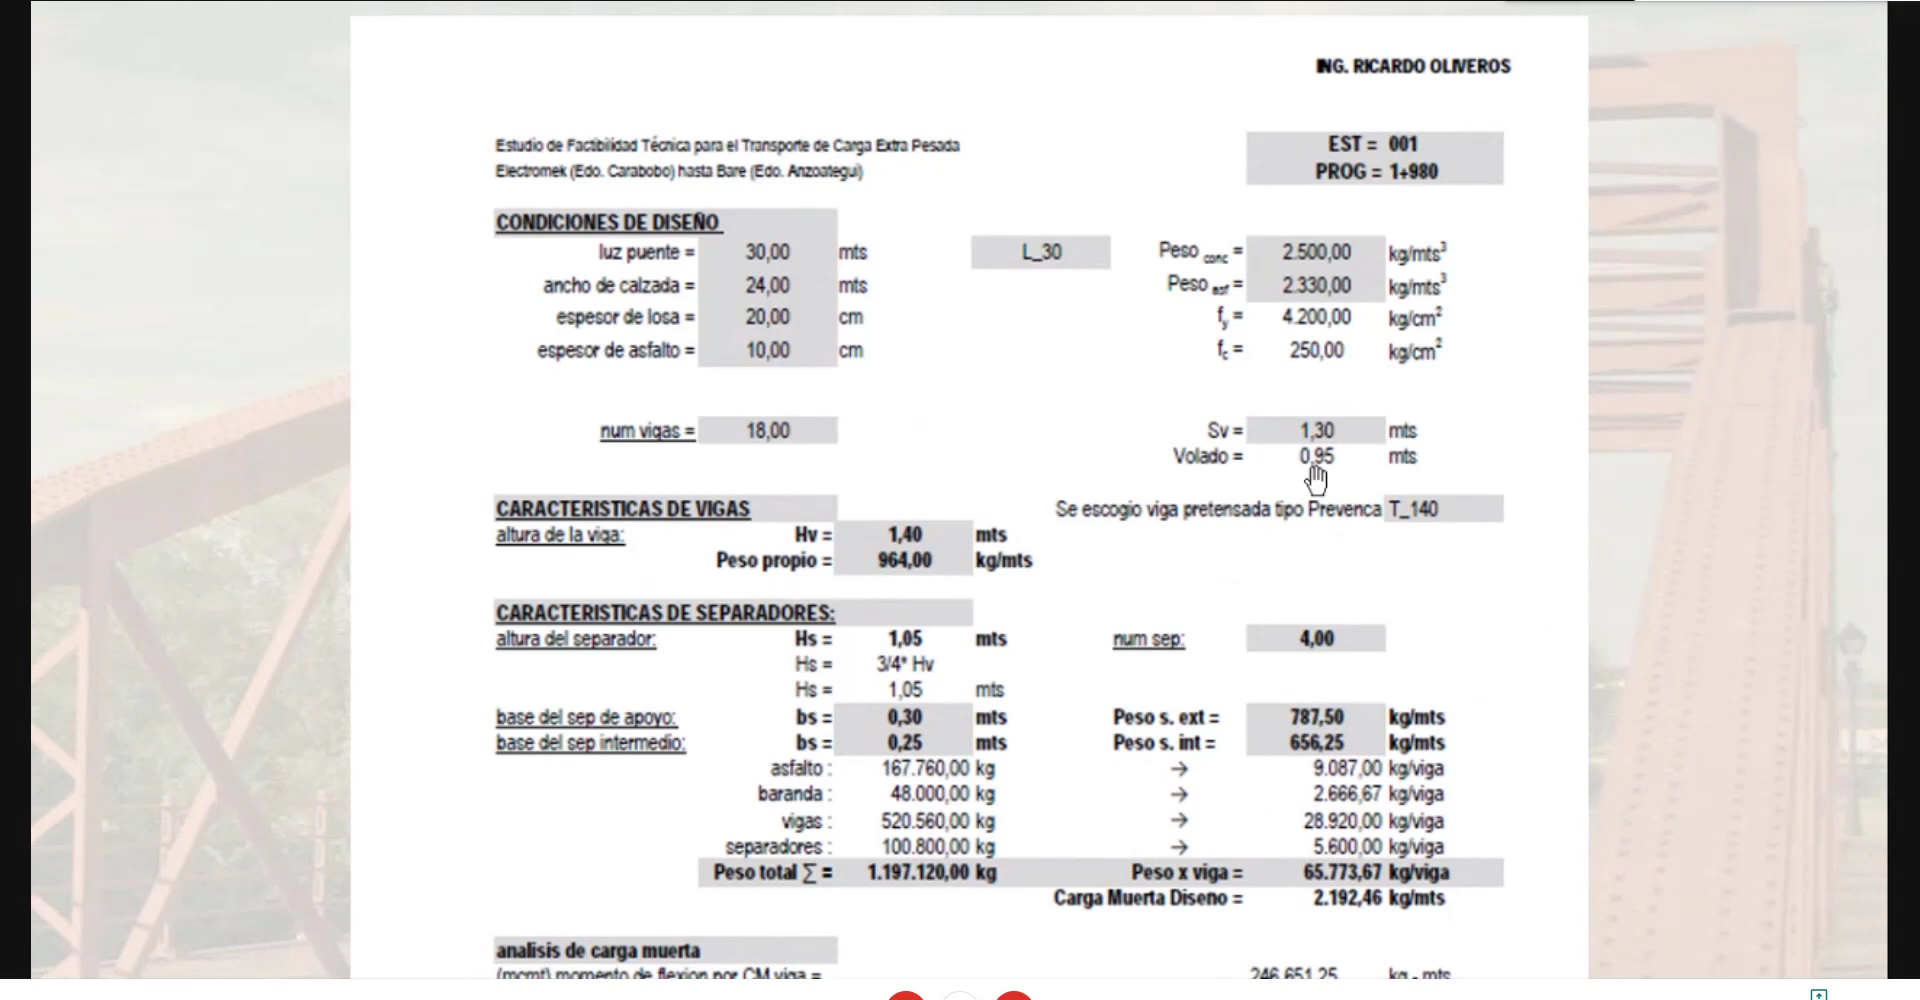 ING. RICARDO OLIVEROS
Estudio de Factibilidad Técnica para el Transporte de Carga Extra Pesada
Electromek (Edo. Carabobo) hasta Bare (Edo. Anzoategui)
EST = 001
PROG = 1+980
CONDICIONES DE DISEÑO
luz puente = 30,00 mts L_30 Peso conc = 2.500,00 kg/mts³
ancho de calzada = 24,00 mts Peso asf = 2.330,00 kg/mts³
espesor de losa = 20,00 cm fy = 4.200,00 kg/cm²
espesor de asfalto = 10,00 cm fc = 250,00 kg/cm²
num vigas = 18,00 Sv = 1,30 mts
Volado = 0,95 mts
CARACTERISTICAS DE VIGAS Se escogio viga pretensada tipo Prevenca T_140
altura de la viga: Hv = 1,40 mts
Peso propio = 964,00 kg/mts
CARACTERISTICAS DE SEPARADORES:
altura del separador: Hs = 1,05 mts num sep: 4,00
Hs = 3/4* Hv
Hs = 1,05 mts
base del sep de apoyo: bs = 0,30 mts Peso s. ext = 787,50 kg/mts
base del sep intermedio: bs = 0,25 mts Peso s. int = 656,25 kg/mts
asfalto : 167.760,00 kg → 9.087,00 kg/viga
baranda : 48.000,00 kg → 2.666,67 kg/viga
vigas : 520.560,00 kg → 28.920,00 kg/viga
separadores : 100.800,00 kg → 5.600,00 kg/viga
Peso total ∑ = 1.197.120,00 kg Peso x viga = 65.773,67 kg/viga
Carga Muerta Diseno = 2.192,46 kg/mts
analisis de carga muerta
(mcmt) momento de flexion por CM viga = 246.651,25 kg - mts